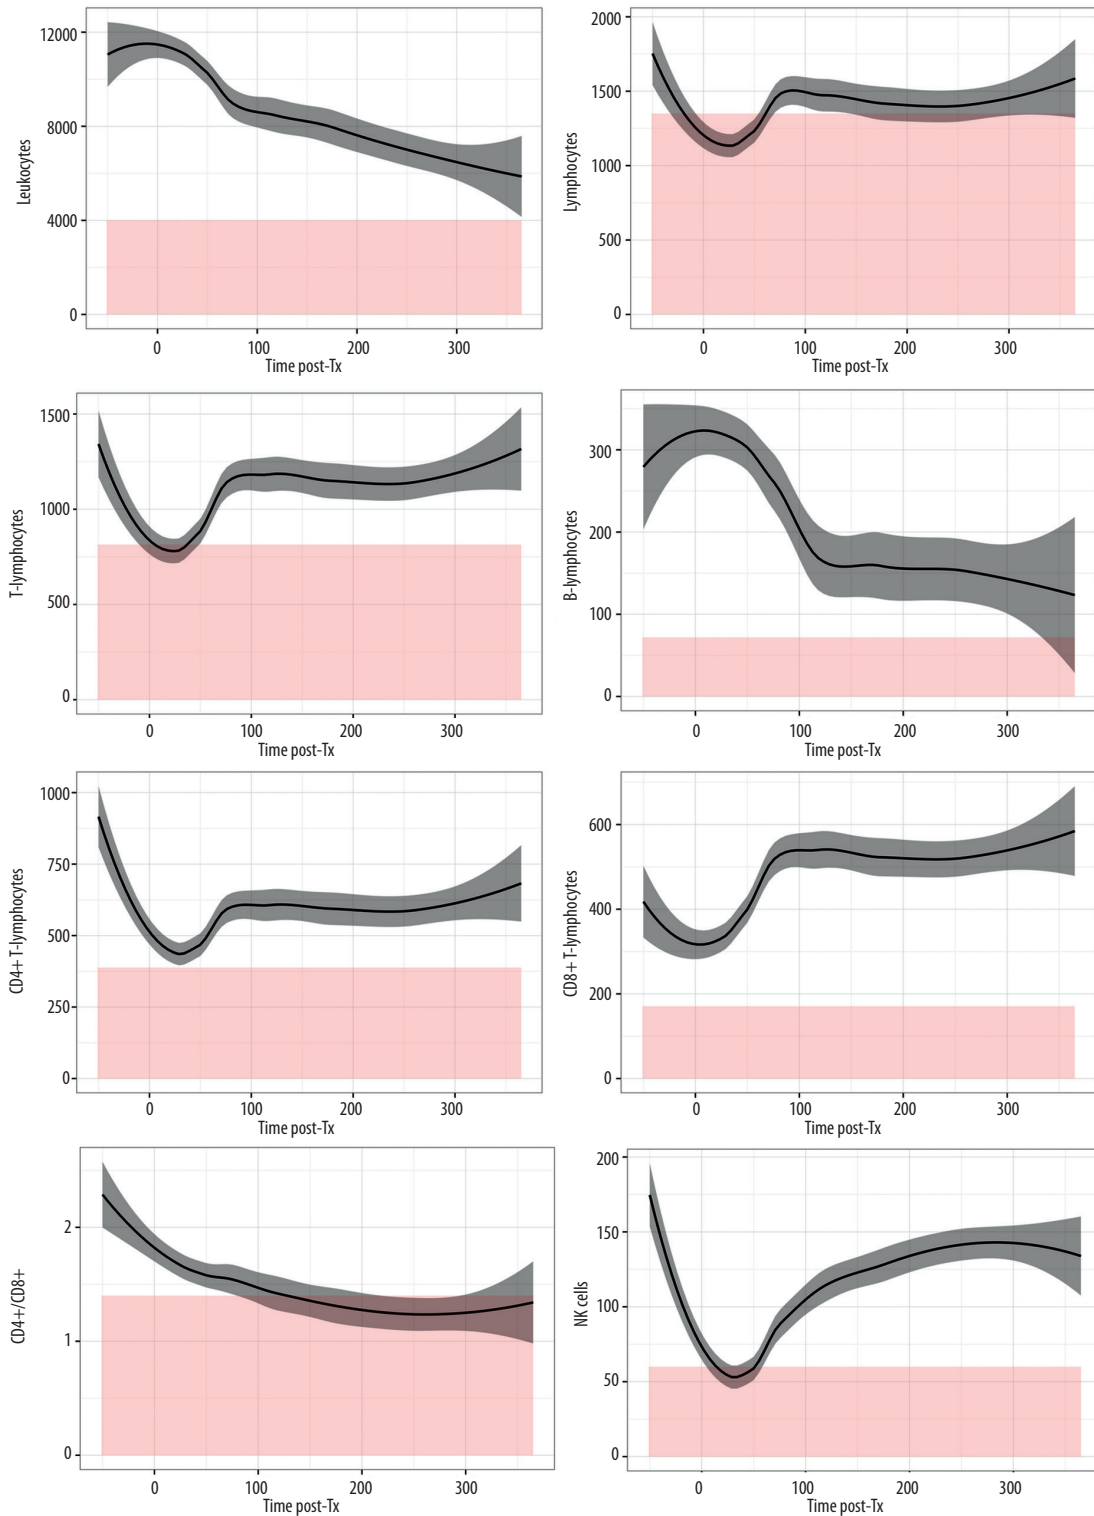 Leukocytes
12000
8000
4000
0
0 100 200 300
Time post-Tx
Lymphocytes
2000
1500
1000
500
0
0 100 200 300
Time post-Tx
T-lymphocytes
1500
1000
500
0
0 100 200 300
Time post-Tx
B-lymphocytes
300
200
100
0
0 100 200 300
Time post-Tx
CD4+ T-lymphocytes
1000
750
500
250
0
0 100 200 300
Time post-Tx
CD8+ T-lymphocytes
600
400
200
0
0 100 200 300
Time post-Tx
CD4+/CD8+
2
1
0
0 100 200 300
Time post-Tx
NK cells
200
150
100
50
0
0 100 200 300
Time post-Tx